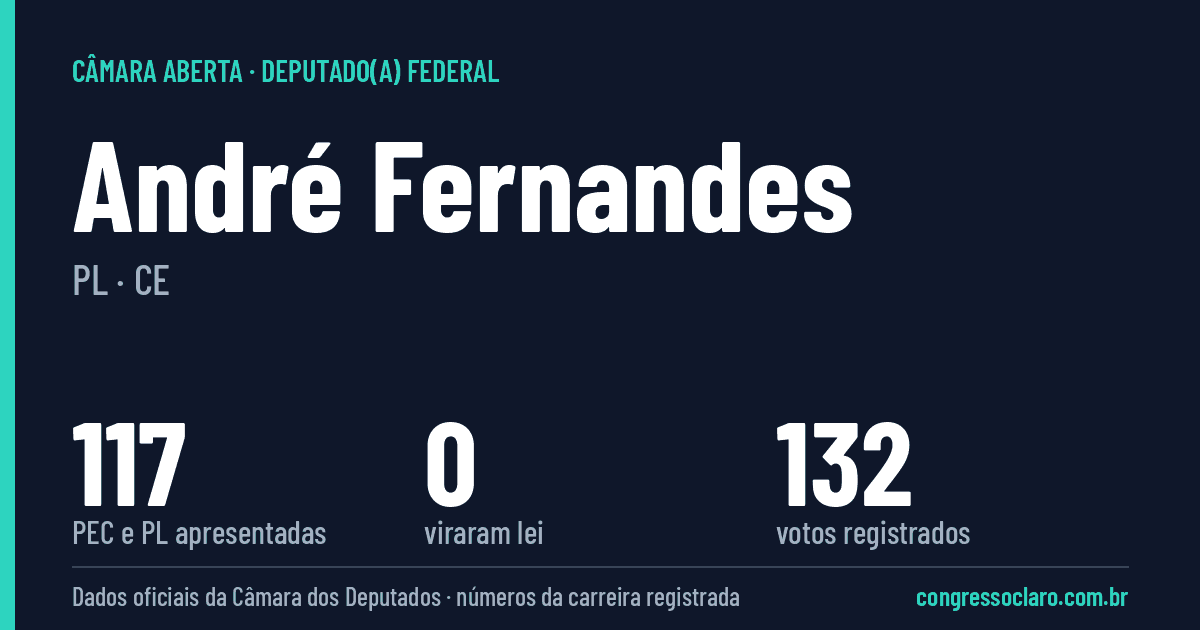 CÂMARA ABERTA · DEPUTADO(A) FEDERAL
André Fernandes
PL · CE
117 0 132
PEC e PL apresentadas viraram lei votos registrados
Dados oficiais da Câmara dos Deputados · números da carreira registrada congressoclaro.com.br